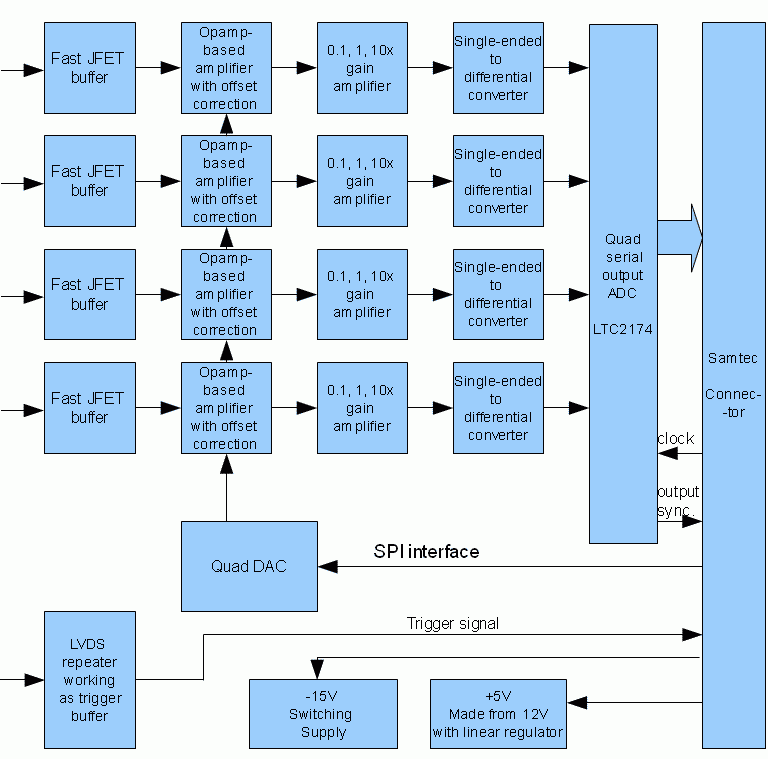 Fast JFET
buffer
Opamp-
based
amplifier
with offset
correction
0.1, 1, 10x
gain
amplifier
Single-ended
to
differential
converter
Fast JFET
buffer
Opamp-
based
amplifier
with offset
correction
0.1, 1, 10x
gain
amplifier
Single-ended
to
differential
converter
Fast JFET
buffer
Opamp-
based
amplifier
with offset
correction
0.1, 1, 10x
gain
amplifier
Single-ended
to
differential
converter
Fast JFET
buffer
Opamp-
based
amplifier
with offset
correction
0.1, 1, 10x
gain
amplifier
Single-ended
to
differential
converter
Quad
serial
output
ADC
LTC2174
Samtec
Connec-
-tor
clock
output
sync.
Quad DAC
SPI interface
LVDS
repeater
working
as trigger
buffer
Trigger signal
-15V
Switching
Supply
+5V
Made from 12V
with linear regulator